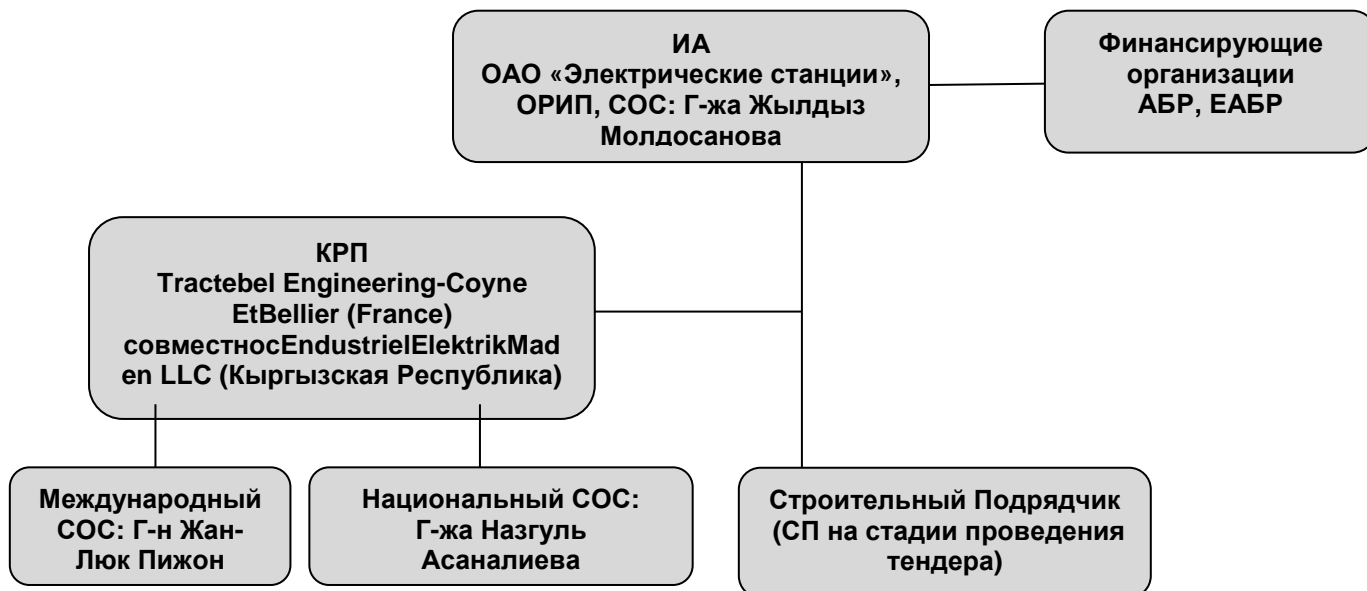 ИА
ОАО «Электрические станции»,
ОРИП, СОС: Г-жа Жылдыз
Молдосанова
Финансирующие
организации
АБР, ЕАБР
КРП
Tractebel Engineering-Coyne
EtBellier (France)
совместносEndustrielElektrikMad
en LLC (Кыргызская Республика)
Международный
СОС: Г-н Жан-
Люк Пижон
Национальный СОС:
Г-жа Назгуль
Асаналиева
Строительный Подрядчик
(СП на стадии проведения
тендера)